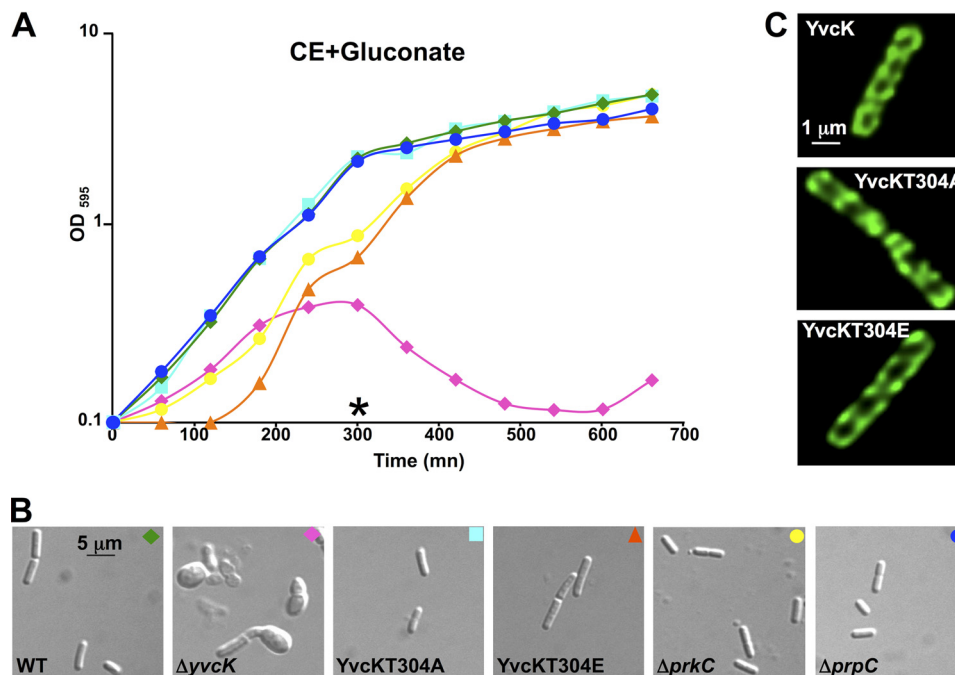 A
CE+Gluconate
10
1
0.1
OD 595
0
100
200
300
400
500
600
700
*
Time (mn)
C
YvcK
1 μm
YvcKT304A
YvcKT304E
B
5 μm
WT
ΔyvcK
YvcKT304A
YvcKT304E
ΔprkC
ΔprpC